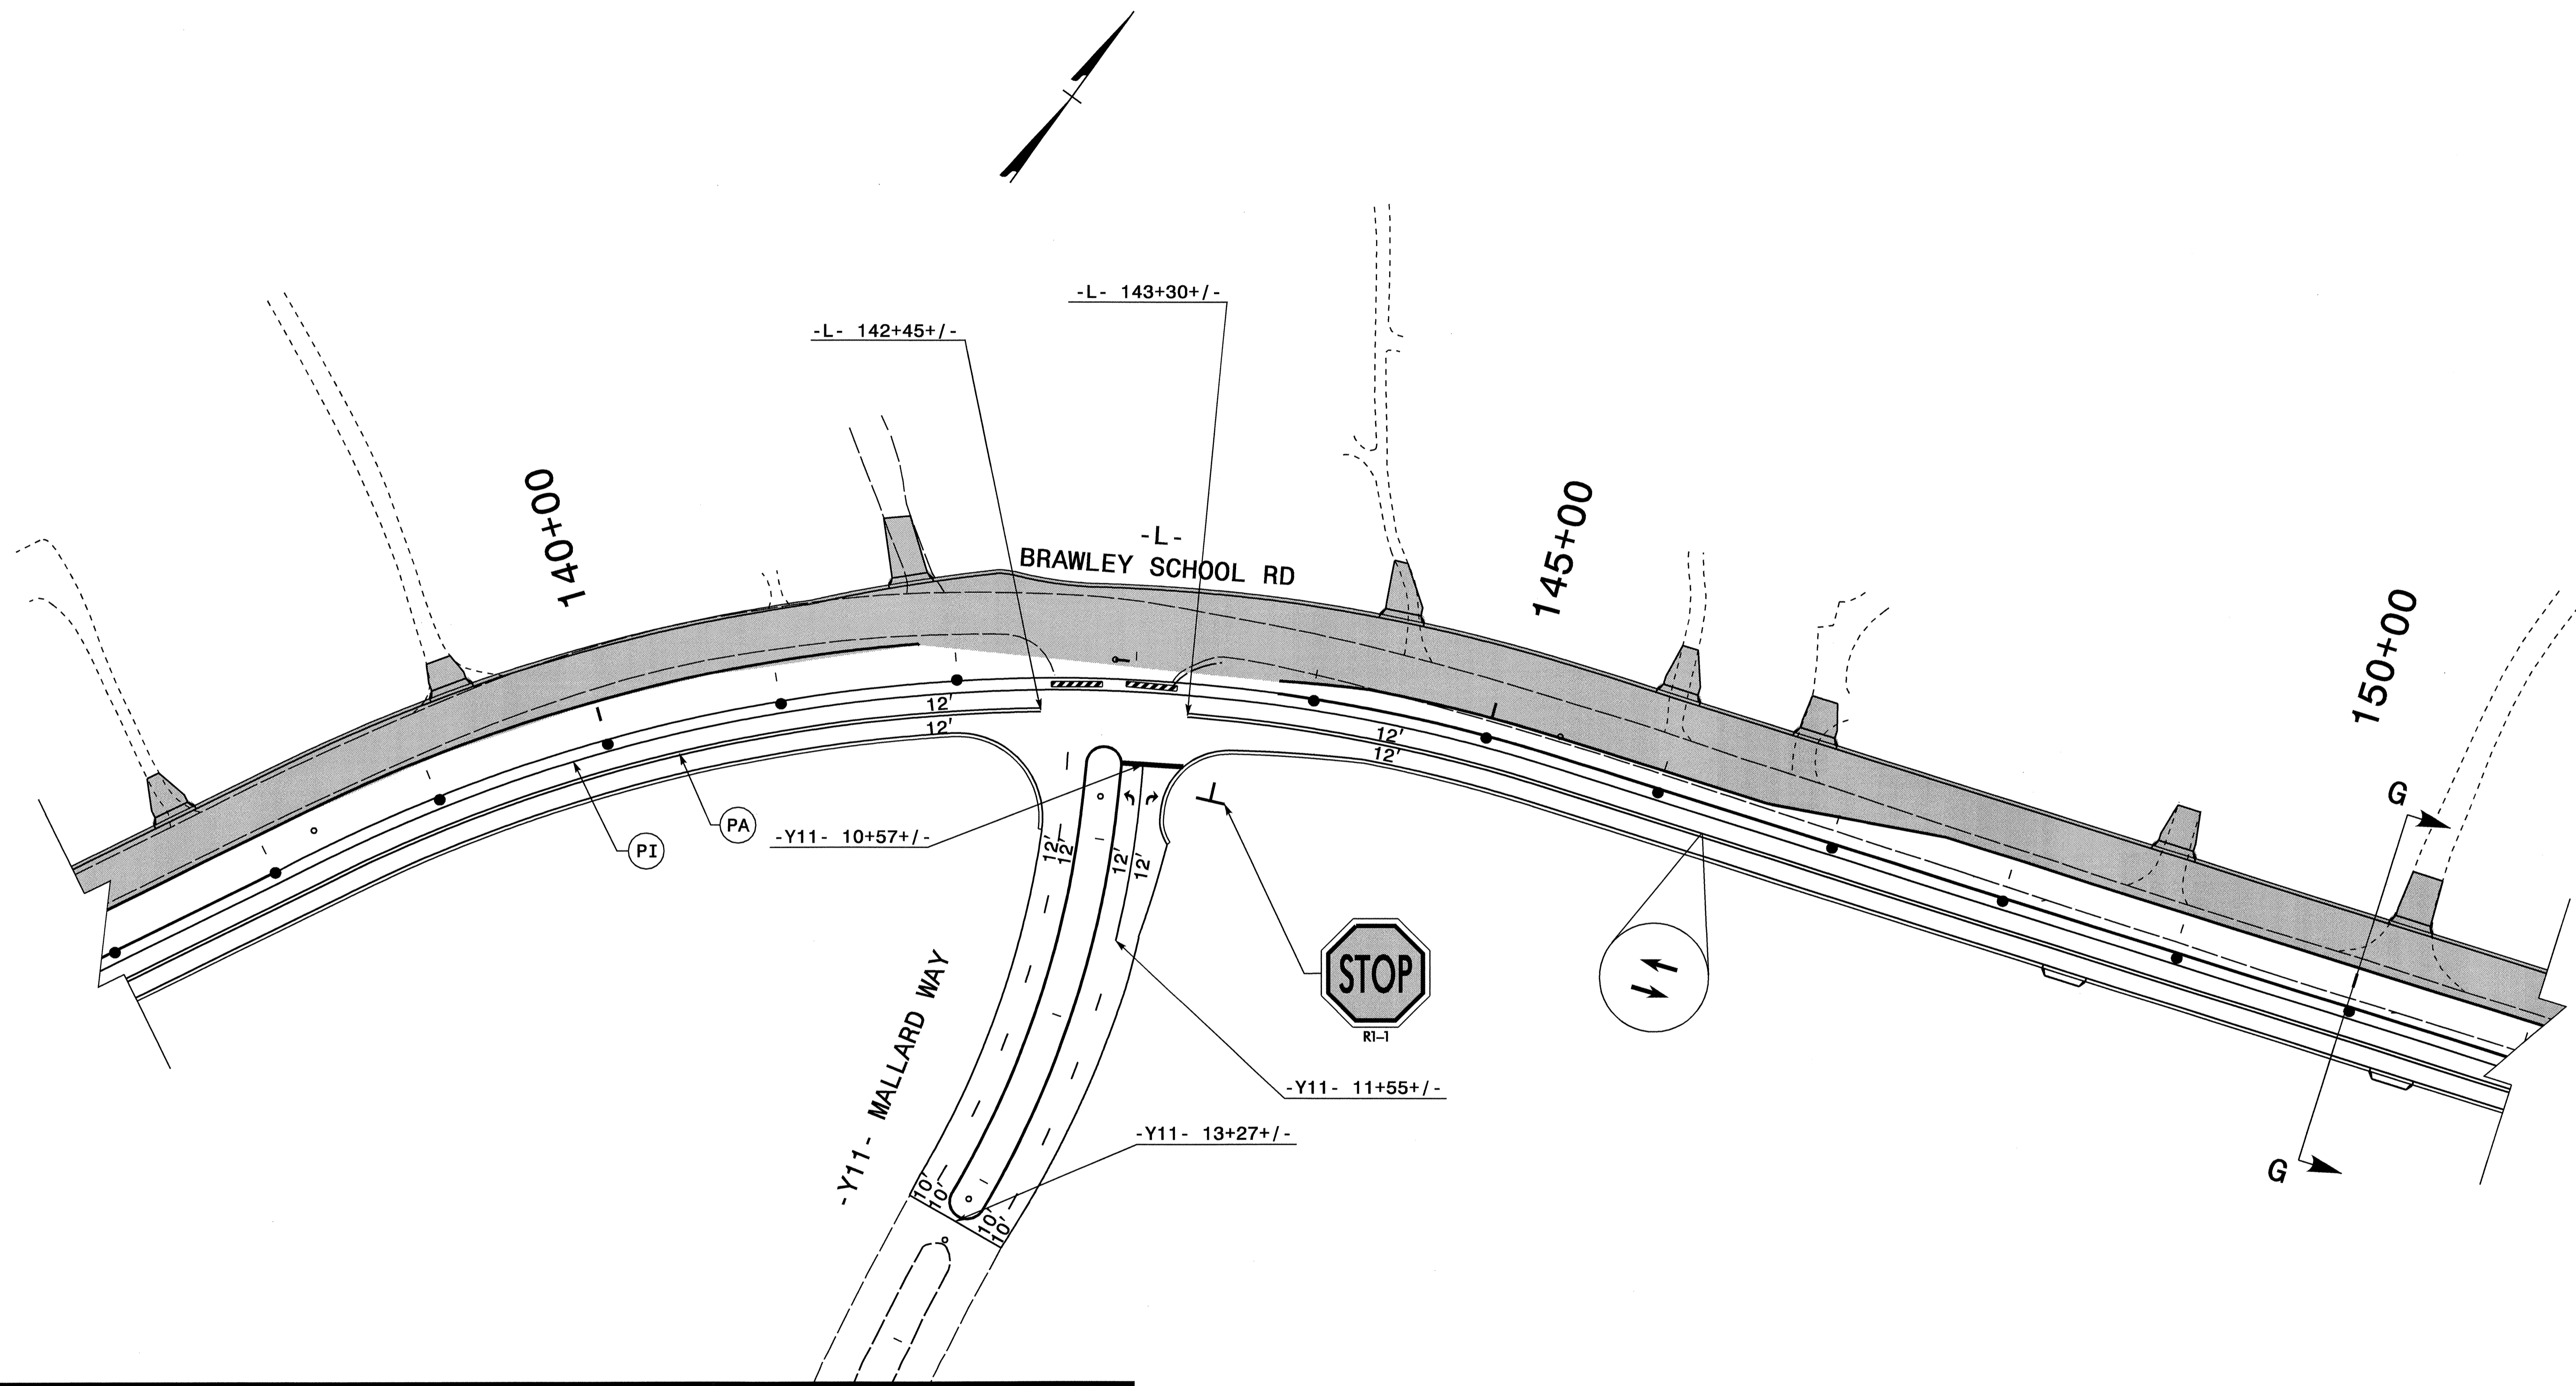 -L- 143+30+/-
-L- 142+45+/-
140+00
-L-
BRAWLEY SCHOOL RD
145+00
150+00
12'
12'
12'
12'
G
PA
PI
-Y11- 10+57+/-
12'
12'
12'
12'
STOP
R1-1
-Y11- MALLARD WAY
-Y11- 11+55+/-
-Y11- 13+27+/-
G
10'
10'
10'
10'